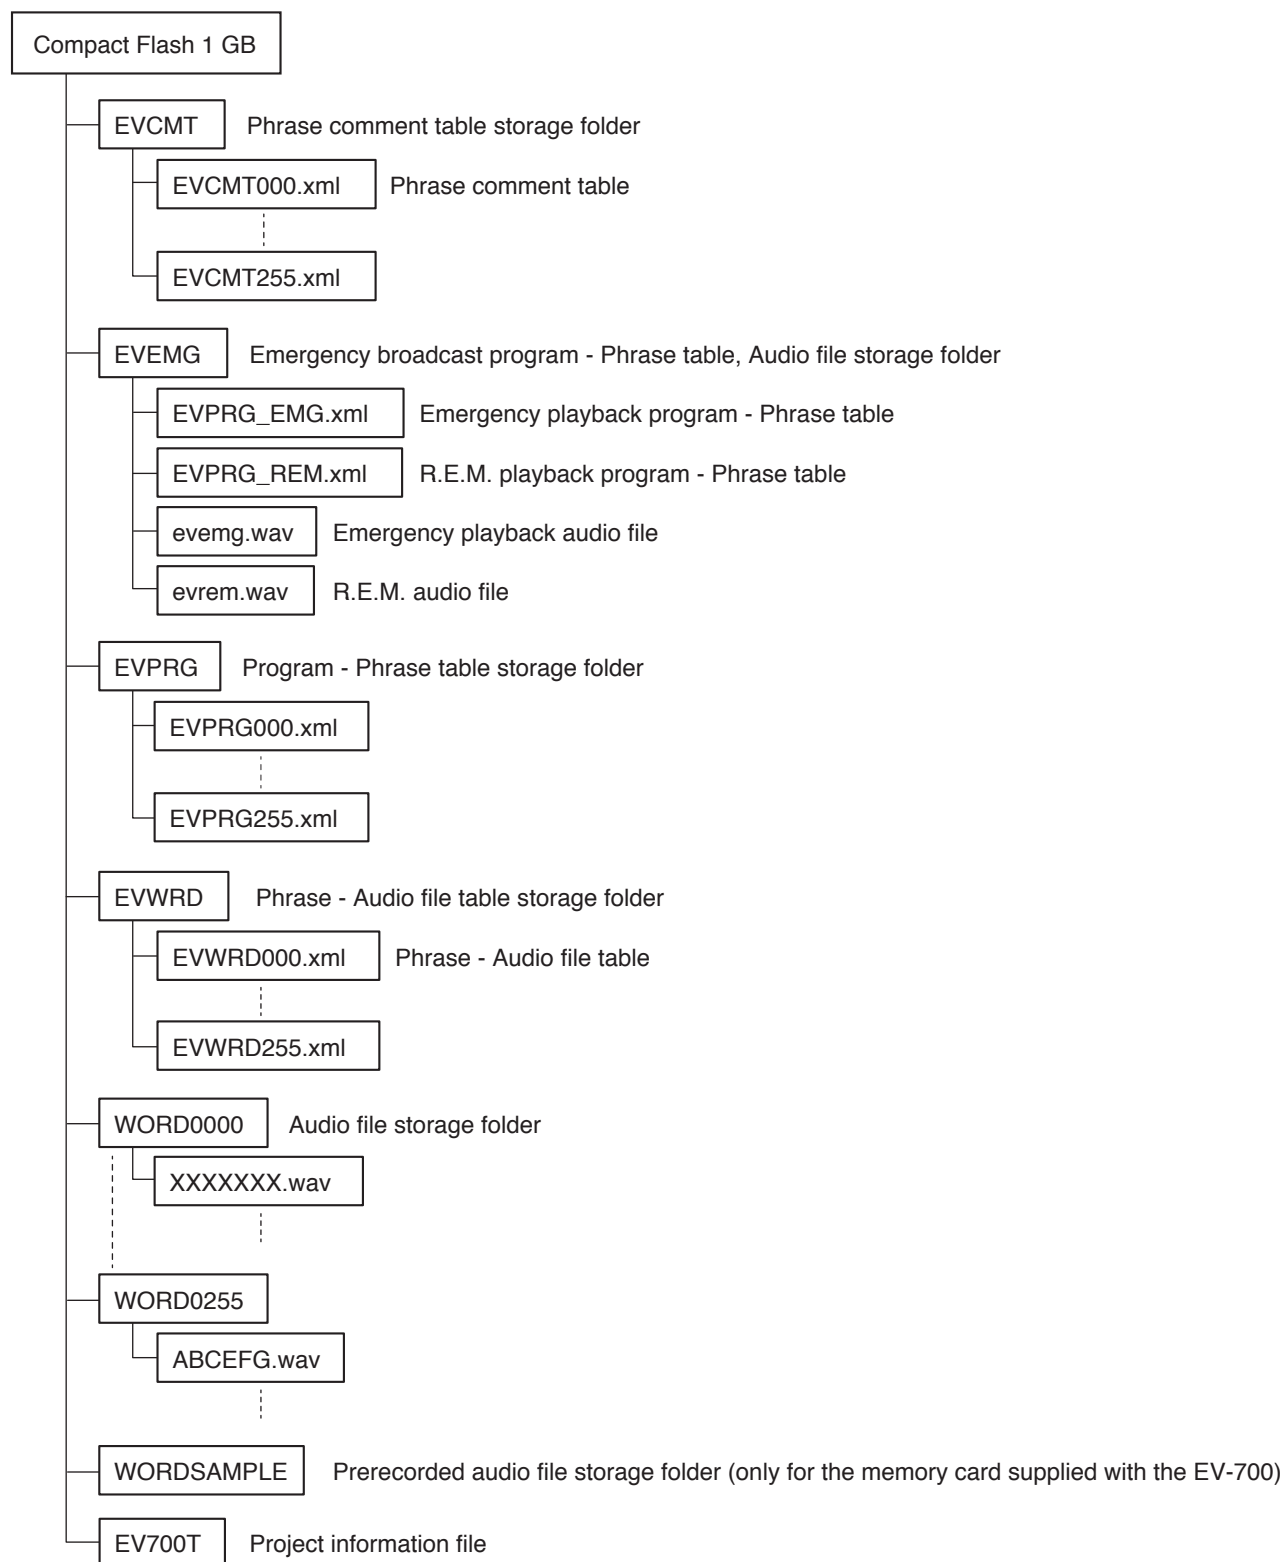 Compact Flash 1 GB
EVCMT Phrase comment table storage folder
EVCMT000.xml Phrase comment table
EVCMT255.xml
EVEMG Emergency broadcast program - Phrase table, Audio file storage folder
EVPRG_EMG.xml Emergency playback program - Phrase table
EVPRG_REM.xml R.E.M. playback program - Phrase table
evemg.wav Emergency playback audio file
evrem.wav R.E.M. audio file
EVPRG Program - Phrase table storage folder
EVPRG000.xml
EVPRG255.xml
EVWRD Phrase - Audio file table storage folder
EVWRD000.xml Phrase - Audio file table
EVWRD255.xml
WORD0000 Audio file storage folder
XXXXXXX.wav
WORD0255
ABCEFG.wav
WORDSAMPLE Prerecorded audio file storage folder (only for the memory card supplied with the EV-700)
EV700T Project information file